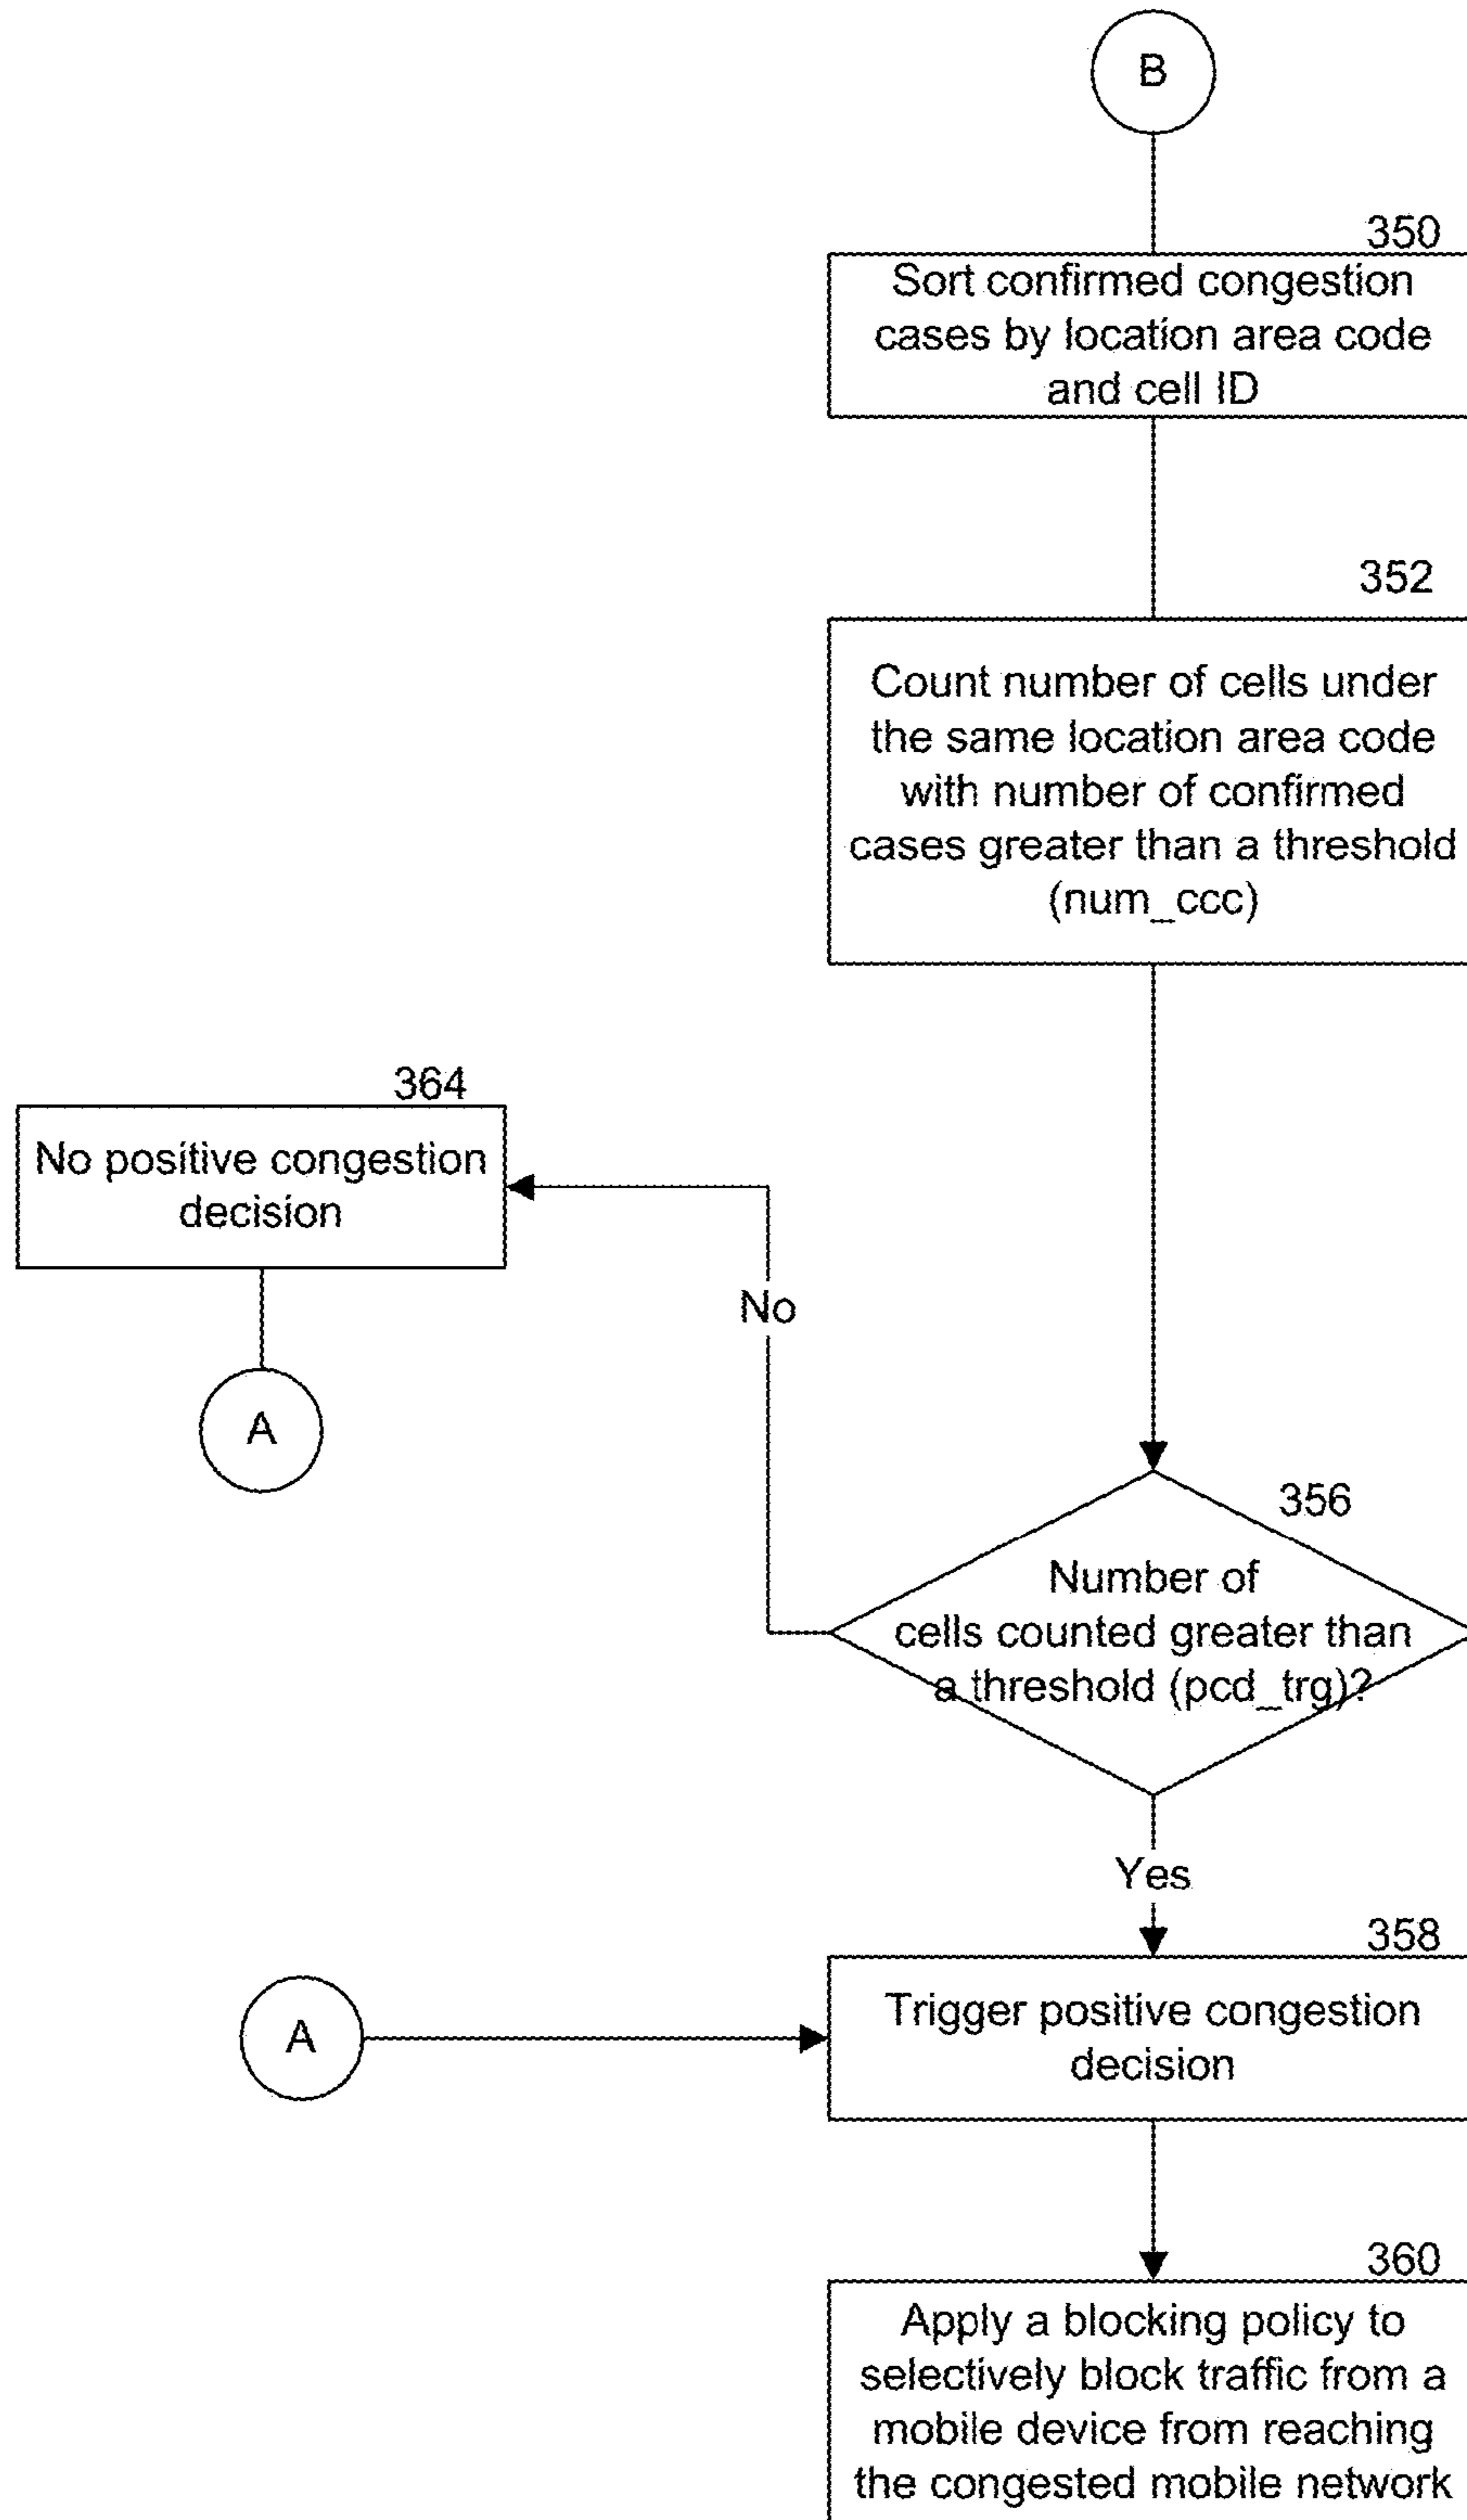 B
350
Sort confirmed congestion
cases by location area code
and cell ID
352
Count number of cells under
the same location area code
with number of confirmed
cases greater than a threshold
(num_ccc)
364
No positive congestion
decision
A
No
356
Number of
cells counted greater than
a threshold (pcd_trg)?
Yes
358
Trigger positive congestion
decision
A
360
Apply a blocking policy to
selectively block traffic from a
mobile device from reaching
the congested mobile network